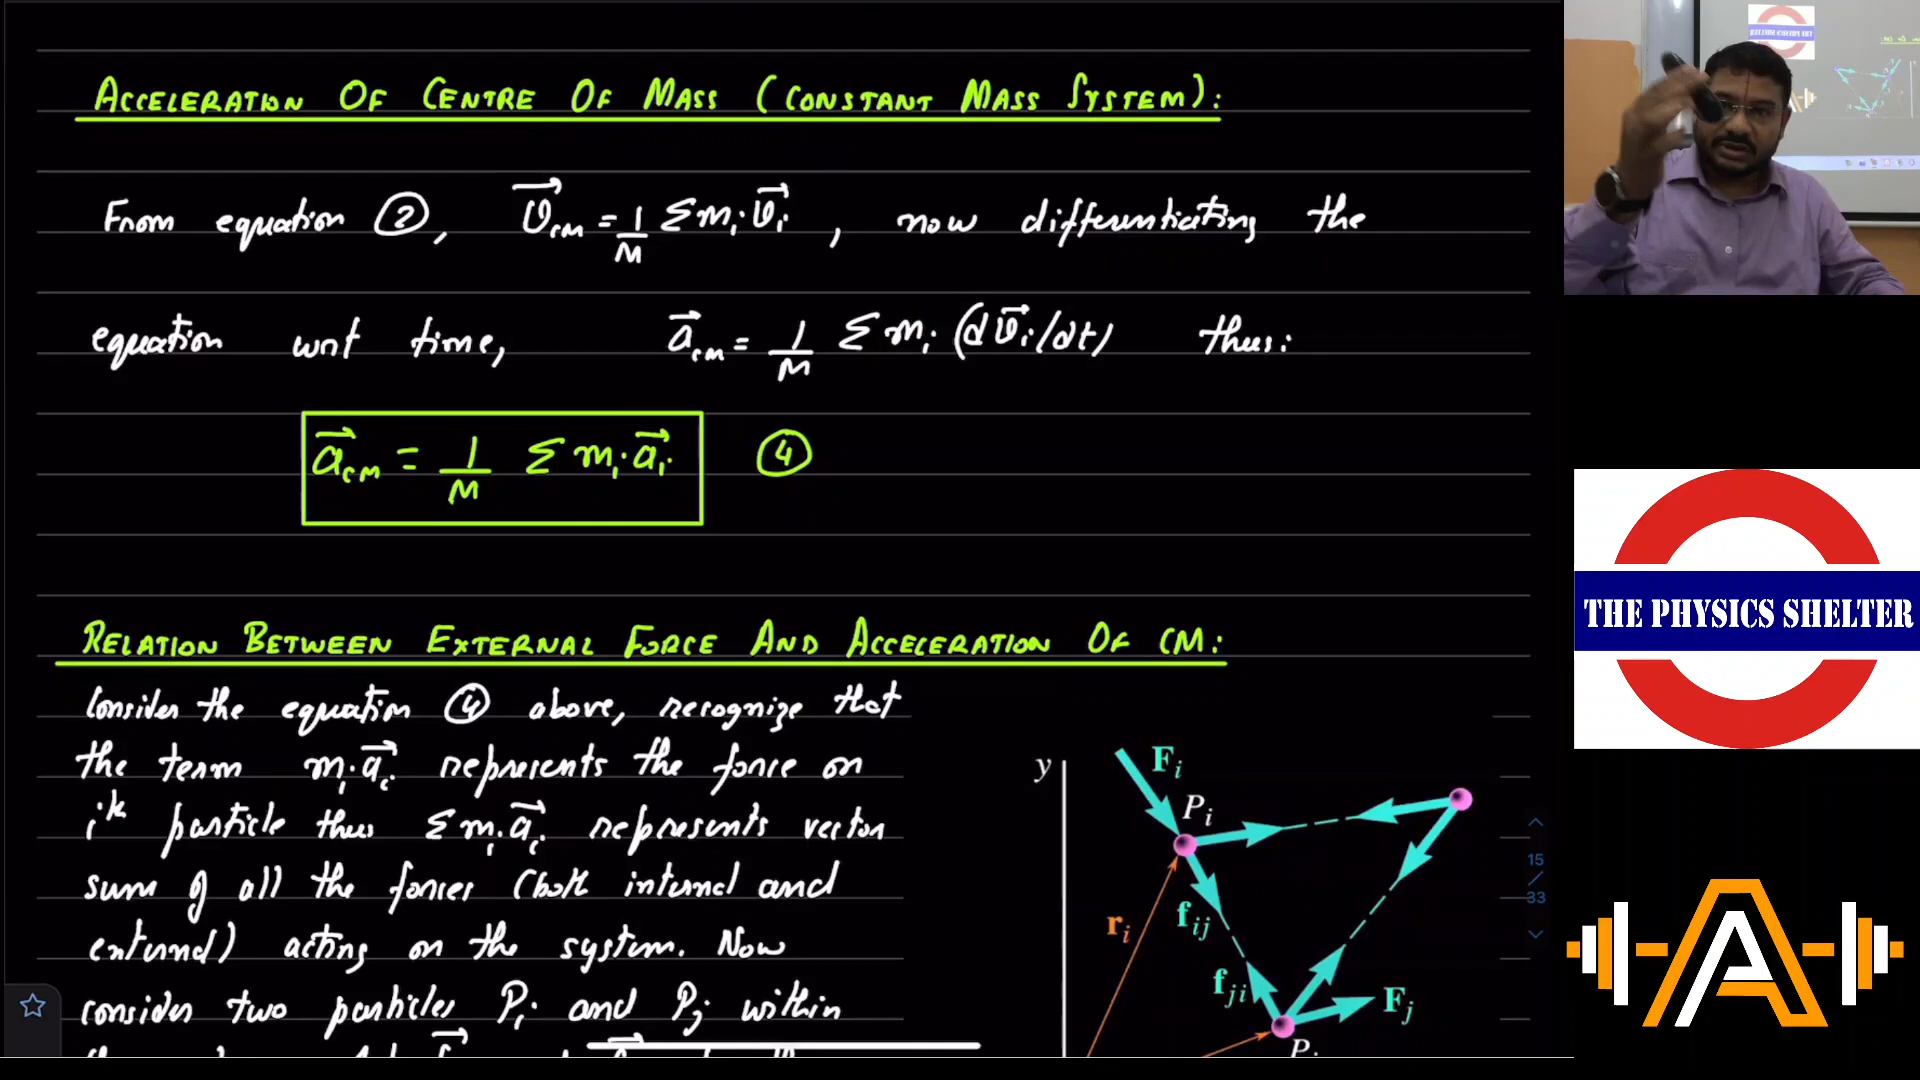 ACCELERATION OF CENTRE OF MASS (CONSTANT MASS SYSTEM):
From equation ②, v⃗cm = 1/M Σ mᵢ·v⃗ᵢ , now differentiating the
equation wrt time, a⃗cm = 1/M Σ mᵢ (dv⃗ᵢ/dt) thus:
a⃗cm = 1/M Σ mᵢ·a⃗ᵢ ④
RELATION BETWEEN EXTERNAL FORCE AND ACCELERATION OF CM:
Consider the equation ④ above, recognize that
the term mᵢ·a⃗ᵢ represents the force on
ith particle thus Σ mᵢ·a⃗ᵢ represents vector
sum of all the forces (both internal and
external) acting on the system. Now
consider two particles Pᵢ and Pⱼ within
y
Fᵢ
Pᵢ
rᵢ
fᵢⱼ
fⱼᵢ
Fⱼ
15
/
33
THE PHYSICS SHELTER